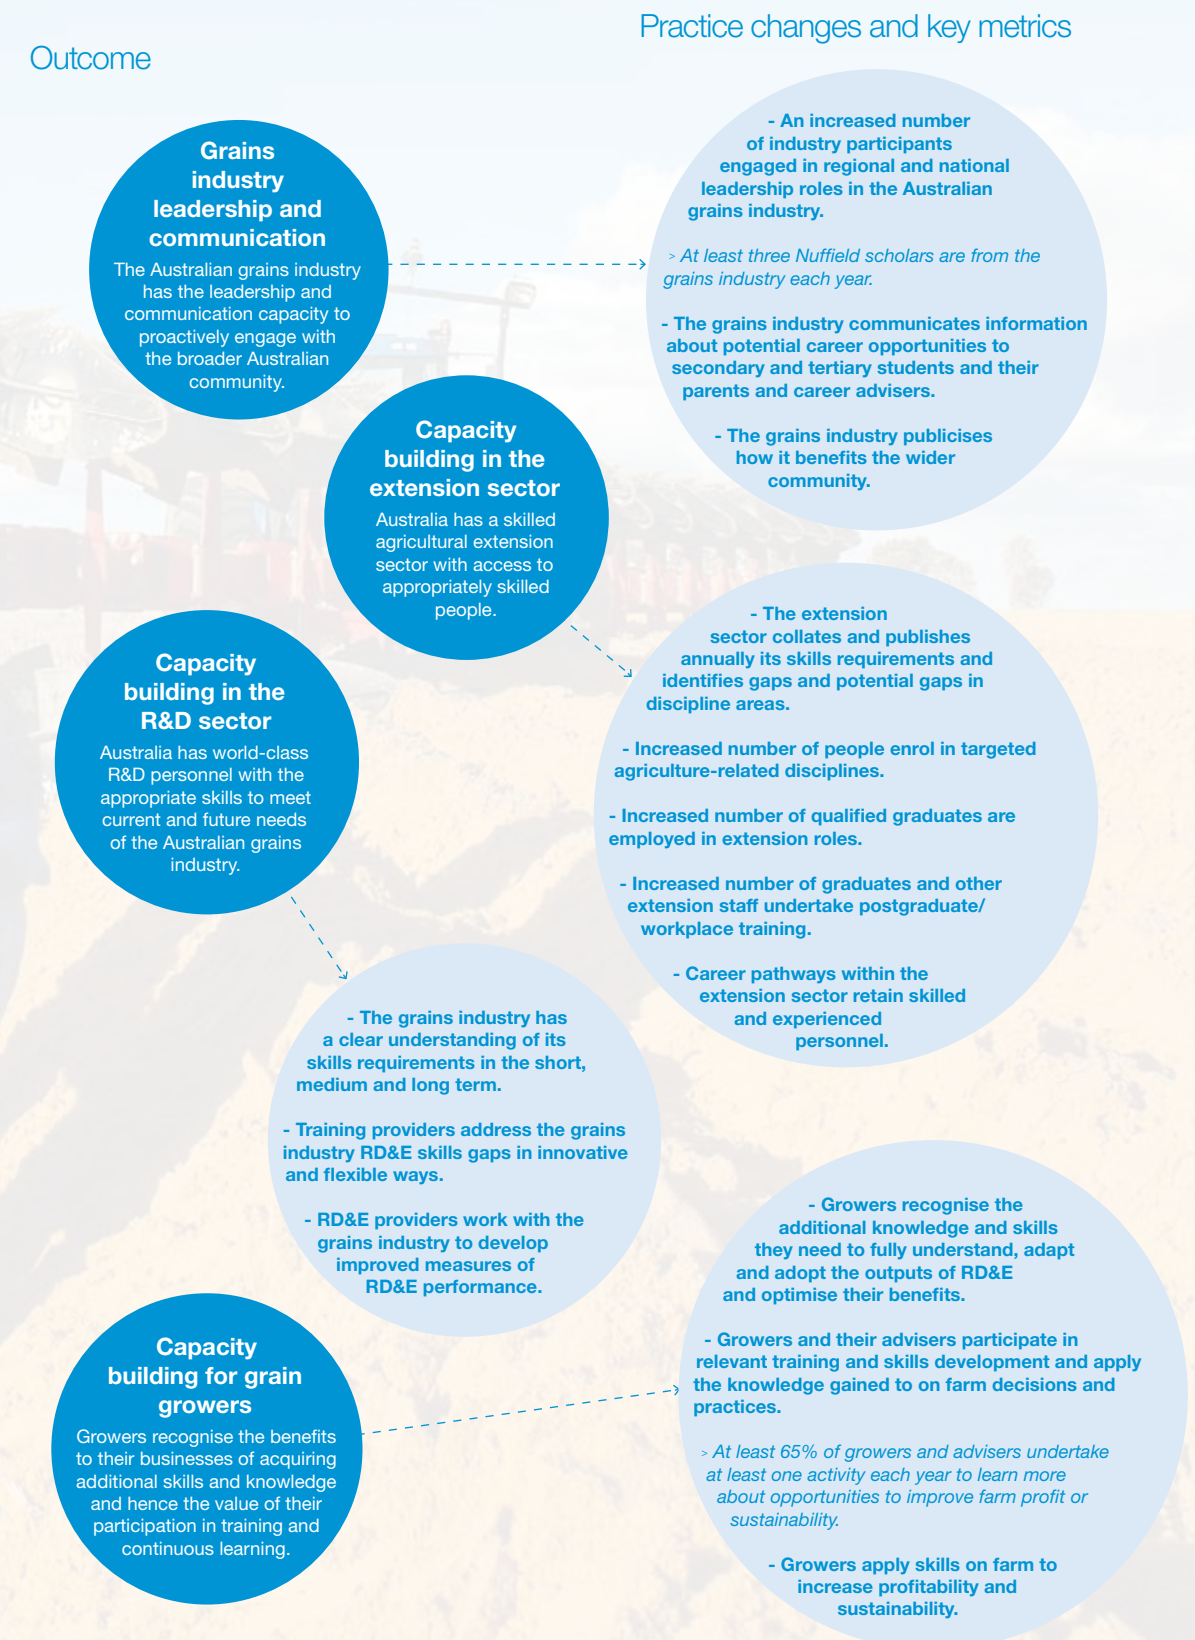 Practice changes and key metrics
Outcome
Grains
industry
leadership and
communication
The Australian grains industry
has the leadership and
communication capacity to
proactively engage with
the broader Australian
community.
- An increased number
of industry participants
engaged in regional and national
leadership roles in the Australian
grains industry.
> At least three Nuffield scholars are from the
grains industry each year.
- The grains industry communicates information
about potential career opportunities to
secondary and tertiary students and their
parents and career advisers.
- The grains industry publicises
how it benefits the wider
community.
Capacity
building in the
extension sector
Australia has a skilled
agricultural extension
sector with access to
appropriately skilled
people.
- The extension
sector collates and publishes
annually its skills requirements and
identifies gaps and potential gaps in
discipline areas.
- Increased number of people enrol in targeted
agriculture-related disciplines.
- Increased number of qualified graduates are
employed in extension roles.
- Increased number of graduates and other
extension staff undertake postgraduate/
workplace training.
- Career pathways within the
extension sector retain skilled
and experienced
personnel.
Capacity
building in the
R&D sector
Australia has world-class
R&D personnel with the
appropriate skills to meet
current and future needs
of the Australian grains
industry.
- The grains industry has
a clear understanding of its
skills requirements in the short,
medium and long term.
- Training providers address the grains
industry RD&E skills gaps in innovative
and flexible ways.
- RD&E providers work with the
grains industry to develop
improved measures of
RD&E performance.
Capacity
building for grain
growers
Growers recognise the benefits
to their businesses of acquiring
additional skills and knowledge
and hence the value of their
participation in training and
continuous learning.
- Growers recognise the
additional knowledge and skills
they need to fully understand, adapt
and adopt the outputs of RD&E
and optimise their benefits.
- Growers and their advisers participate in
relevant training and skills development and apply
the knowledge gained to on farm decisions and
practices.
> At least 65% of growers and advisers undertake
at least one activity each year to learn more
about opportunities to improve farm profit or
sustainability.
- Growers apply skills on farm to
increase profitability and
sustainability.